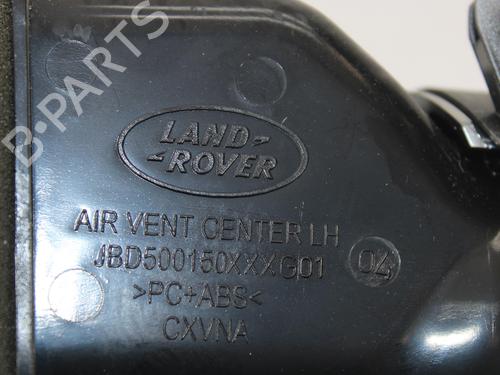 B-PARTS
LAND-
-ROVER
AIR VENT CENTER LH
JBD500150XXXG01 04
>PC+ABS<
CXVNA